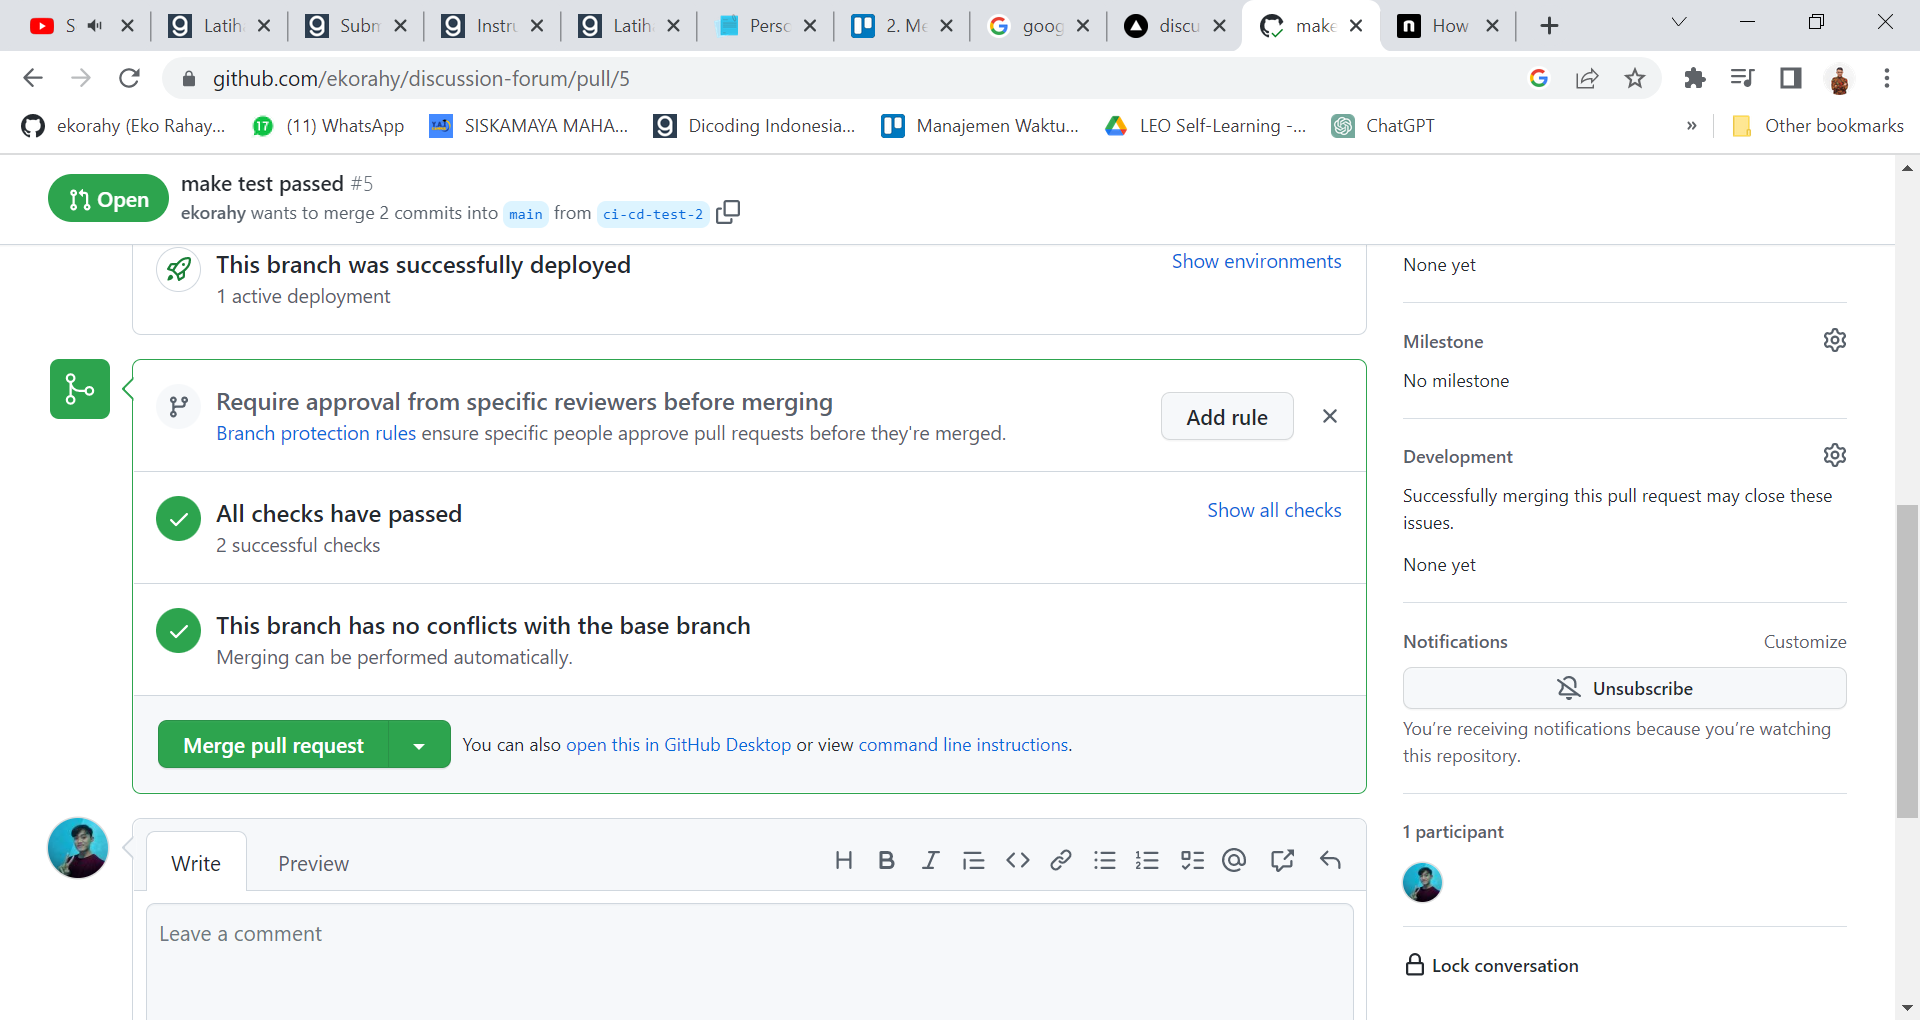 S
Latih
Subm
Instru
Latih
Perso
2. Me
goog
discu
make
How
github.com/ekorahy/discussion-forum/pull/5
ekorahy (Eko Rahay...
17
(11) WhatsApp
SISKAMAYA MAHA...
Dicoding Indonesia...
Manajemen Waktu...
LEO Self-Learning -...
ChatGPT
»
Other bookmarks
Open
make test passed #5
ekorahy wants to merge 2 commits into main from ci-cd-test-2
This branch was successfully deployed
1 active deployment
Show environments
Require approval from specific reviewers before merging
Branch protection rules ensure specific people approve pull requests before they're merged.
Add rule
All checks have passed
2 successful checks
Show all checks
This branch has no conflicts with the base branch
Merging can be performed automatically.
Merge pull request
You can also open this in GitHub Desktop or view command line instructions.
Write
Preview
Leave a comment
None yet
Milestone
No milestone
Development
Successfully merging this pull request may close these
issues.
None yet
Notifications
Customize
Unsubscribe
You’re receiving notifications because you’re watching
this repository.
1 participant
Lock conversation